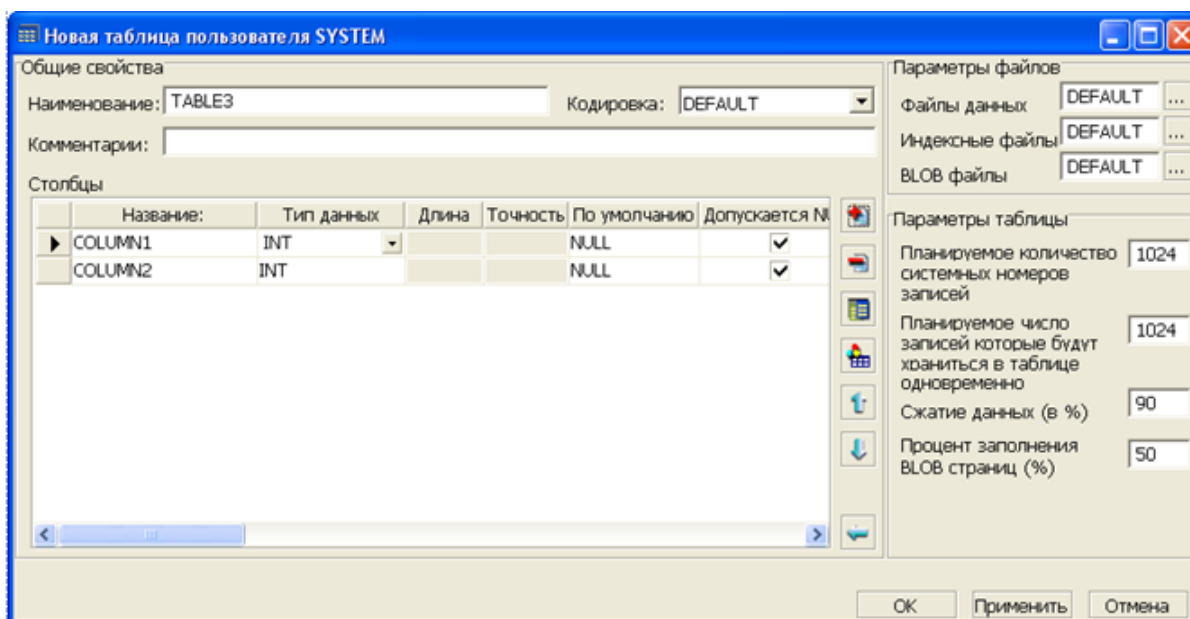 Новая таблица пользователя SYSTEM
Общие свойства
Наименование: TABLE3 Кодировка: DEFAULT
Комментарии:
Столбцы
Название: Тип данных Длина Точность По умолчанию Допускается NU
COLUMN1 INT NULL
COLUMN2 INT NULL
Параметры файлов
Файлы данных DEFAULT ...
Индексные файлы DEFAULT ...
BLOB файлы DEFAULT ...
Параметры таблицы
Планируемое количество 1024
системных номеров
записей
Планируемое число 1024
записей которые будут
храниться в таблице
одновременно
Сжатие данных (в %) 90
Процент заполнения 50
BLOB страниц (%)
OK Применить Отмена